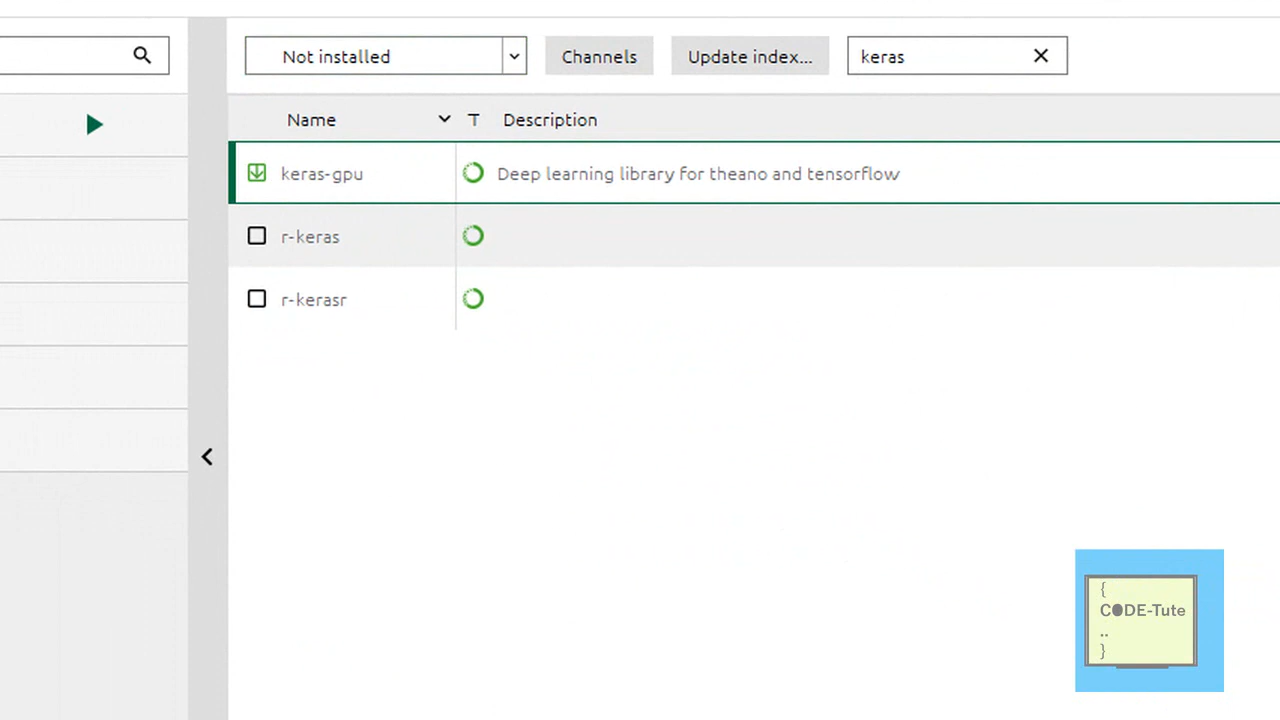 Not installed Channels Update index... keras
Name T Description
keras-gpu Deep learning library for theano and tensorflow
r-keras
r-kerasr
{
CODE-Tute
..
}